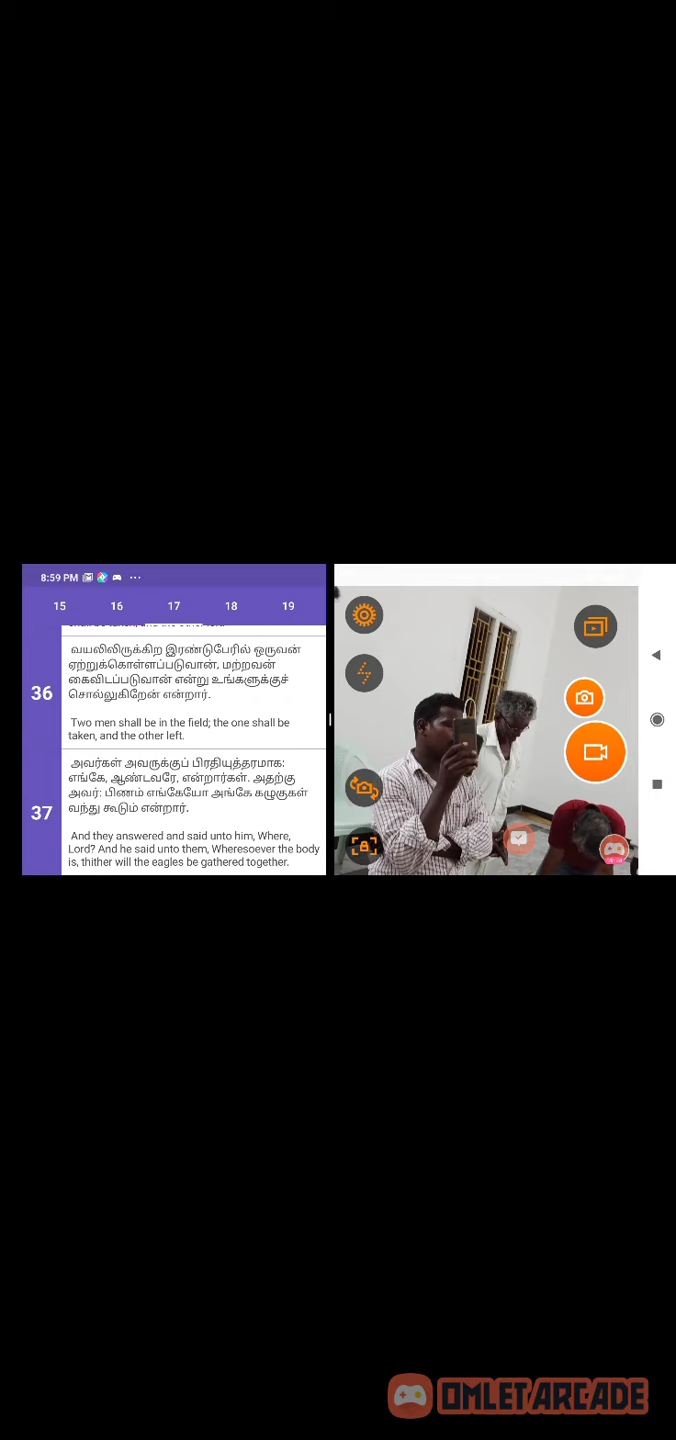 8:59 PM
15 16 17 18 19
36
வயலிலிருக்கிற இரண்டுபேரில் ஒருவன்
ஏற்றுக்கொள்ளப்படுவான், மற்றவன்
கைவிடப்படுவான் என்று உங்களுக்குச்
சொல்லுகிறேன் என்றார்.
Two men shall be in the field; the one shall be
taken, and the other left.
37
அவர்கள் அவருக்குப் பிரதியுத்தரமாக:
எங்கே, ஆண்டவரே, என்றார்கள். அதற்கு
அவர்: பிணம் எங்கேயோ அங்கே கழுகுகள்
வந்து கூடும் என்றார்.
And they answered and said unto him, Where,
Lord? And he said unto them, Wheresoever the body
is, thither will the eagles be gathered together.
OMLET ARCADE